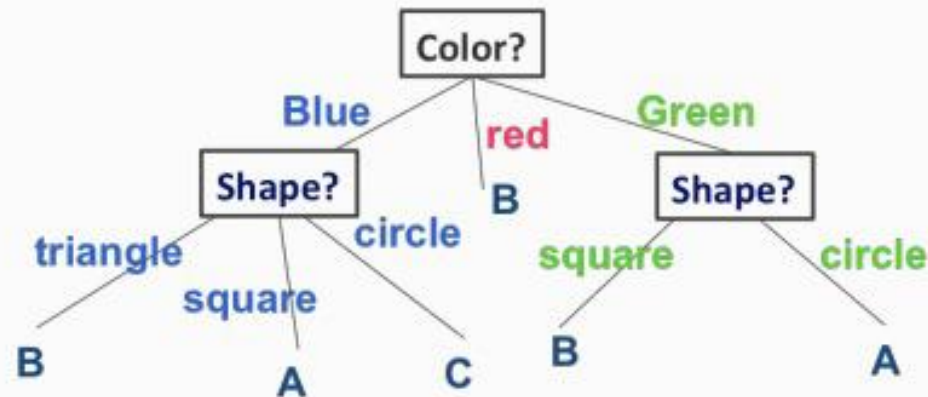 Color?
Blue
red
Green
Shape?
B
Shape?
triangle
square
circle
square
circle
B
A
C
B
A